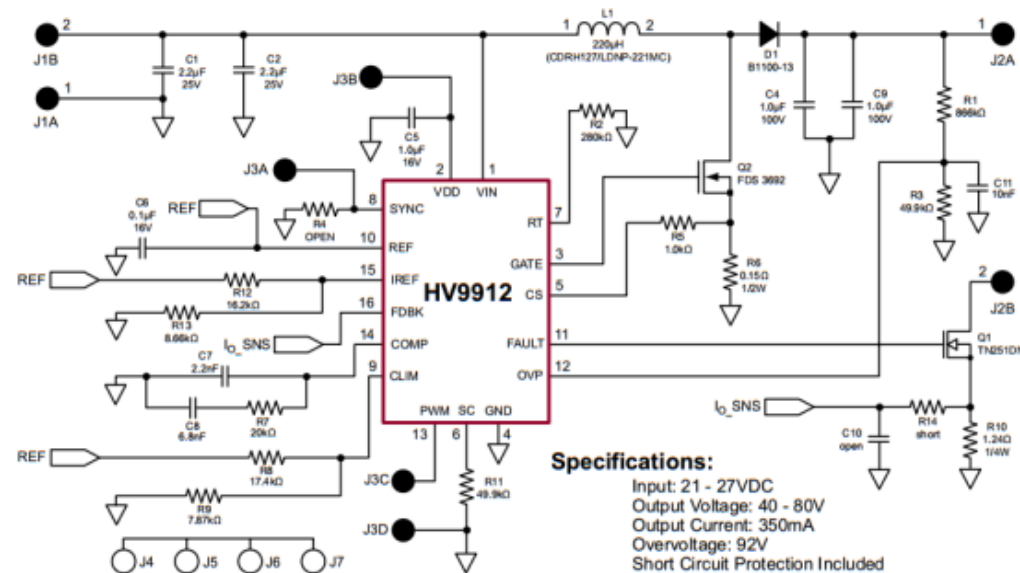 L1
1
2
220μH
(CDRH127/LDNP-221MC)
D1
B1100-13
2
J1B
1
J1A
C1
2.2μF
25V
C2
2.2μF
25V
J3B
C5
1.0μF
16V
C4
1.0μF
100V
C9
1.0μF
100V
R1
866kΩ
1
J2A
R2
280kΩ
Q2
FDS 3692
R3
49.9kΩ
C11
10nF
J3A
C6
0.1μF
16V
REF
R4
OPEN
2
VDD
1
VIN
8
SYNC
10
REF
15
IREF
16
FDBK
14
COMP
9
CLIM
HV9912
7
RT
3
GATE
5
CS
11
FAULT
12
OVP
PWM
SC
GND
13
6
4
R5
1.0kΩ
R6
0.15Ω
1/2W
REF
R12
16.2kΩ
R13
8.66kΩ
IO_SNS
C7
2.2nF
C8
6.8nF
R7
20kΩ
REF
R8
17.4kΩ
R9
7.87kΩ
J3C
R11
49.9kΩ
J3D
2
J2B
Q1
IO_SNS
R14
short
C10
open
R10
1.24Ω
1/4W
J4
J5
J6
J7
Specifications:
Input: 21 - 27VDC
Output Voltage: 40 - 80V
Output Current: 350mA
Overvoltage: 92V
Short Circuit Protection Included